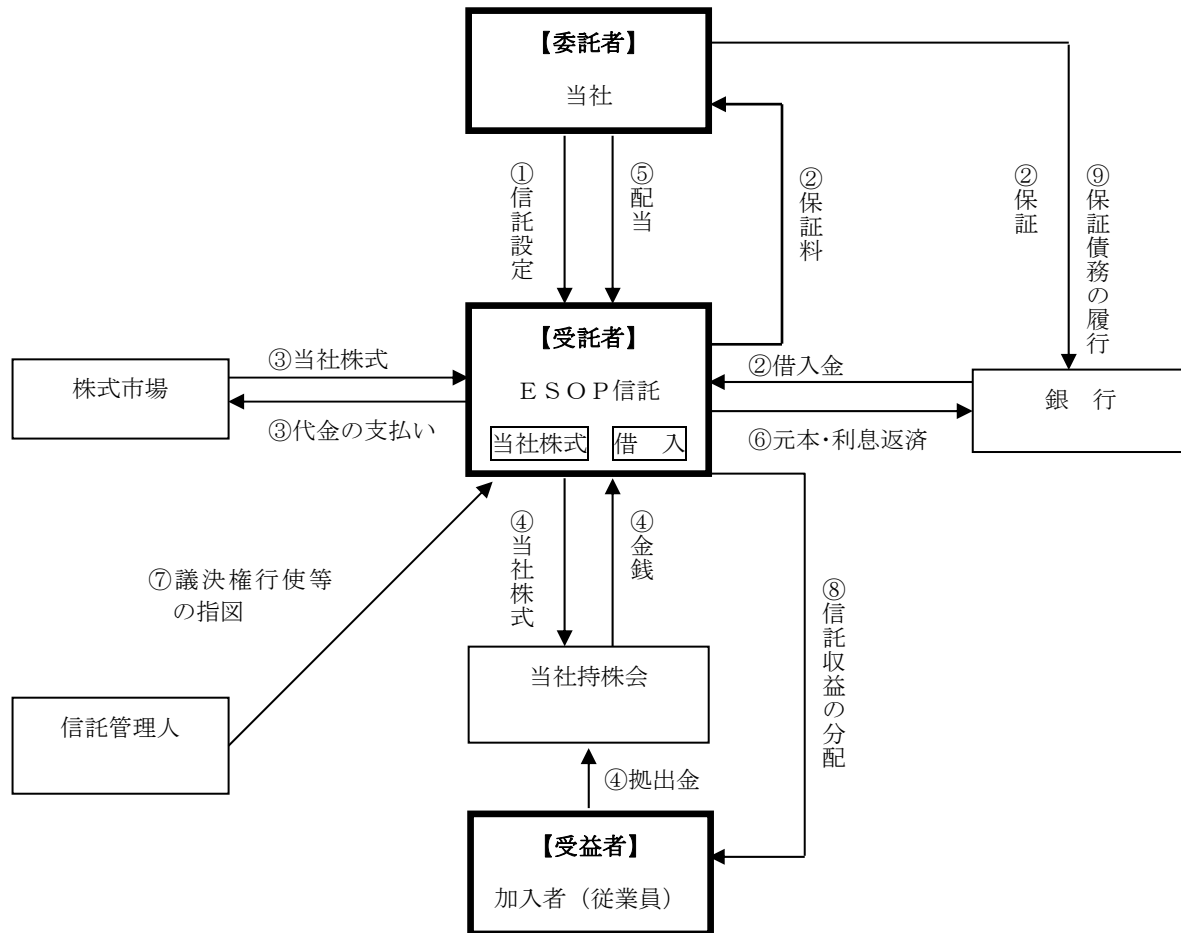 【委託者】
当社
①信託設定
⑤配当
②保証料
②保証
⑨保証債務の履行
【受託者】
ESOP信託
当社株式
借 入
株式市場
③当社株式
③代金の支払い
②借入金
⑥元本・利息返済
銀 行
④当社株式
④金銭
⑦議決権行使等
の指図
⑧信託収益の分配
当社持株会
信託管理人
④拠出金
【受益者】
加入者（従業員）